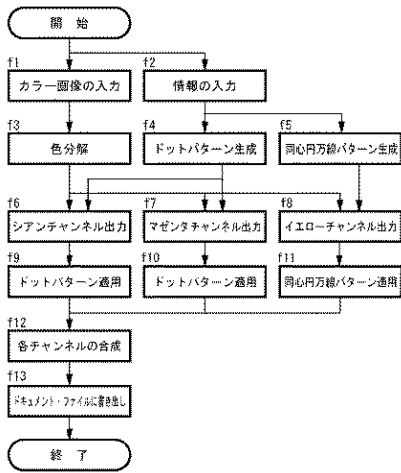 開 始
f1
f2
カラー画像の入力
情報の入力
f3
f4
f5
色分解
ドットパターン生成
同心円万線パターン生成
f6
f7
f8
シアンチャンネル出力
マゼンタチャンネル出力
イエローチャンネル出力
f9
f10
f11
ドットパターン適用
ドットパターン適用
同心円万線パターン適用
f12
各チャンネルの合成
f13
ドキュメント・ファイルに書き出し
終 了